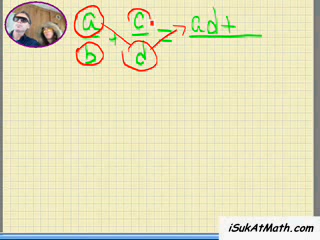 a/b + c/d = ad+
iSukAtMath.com